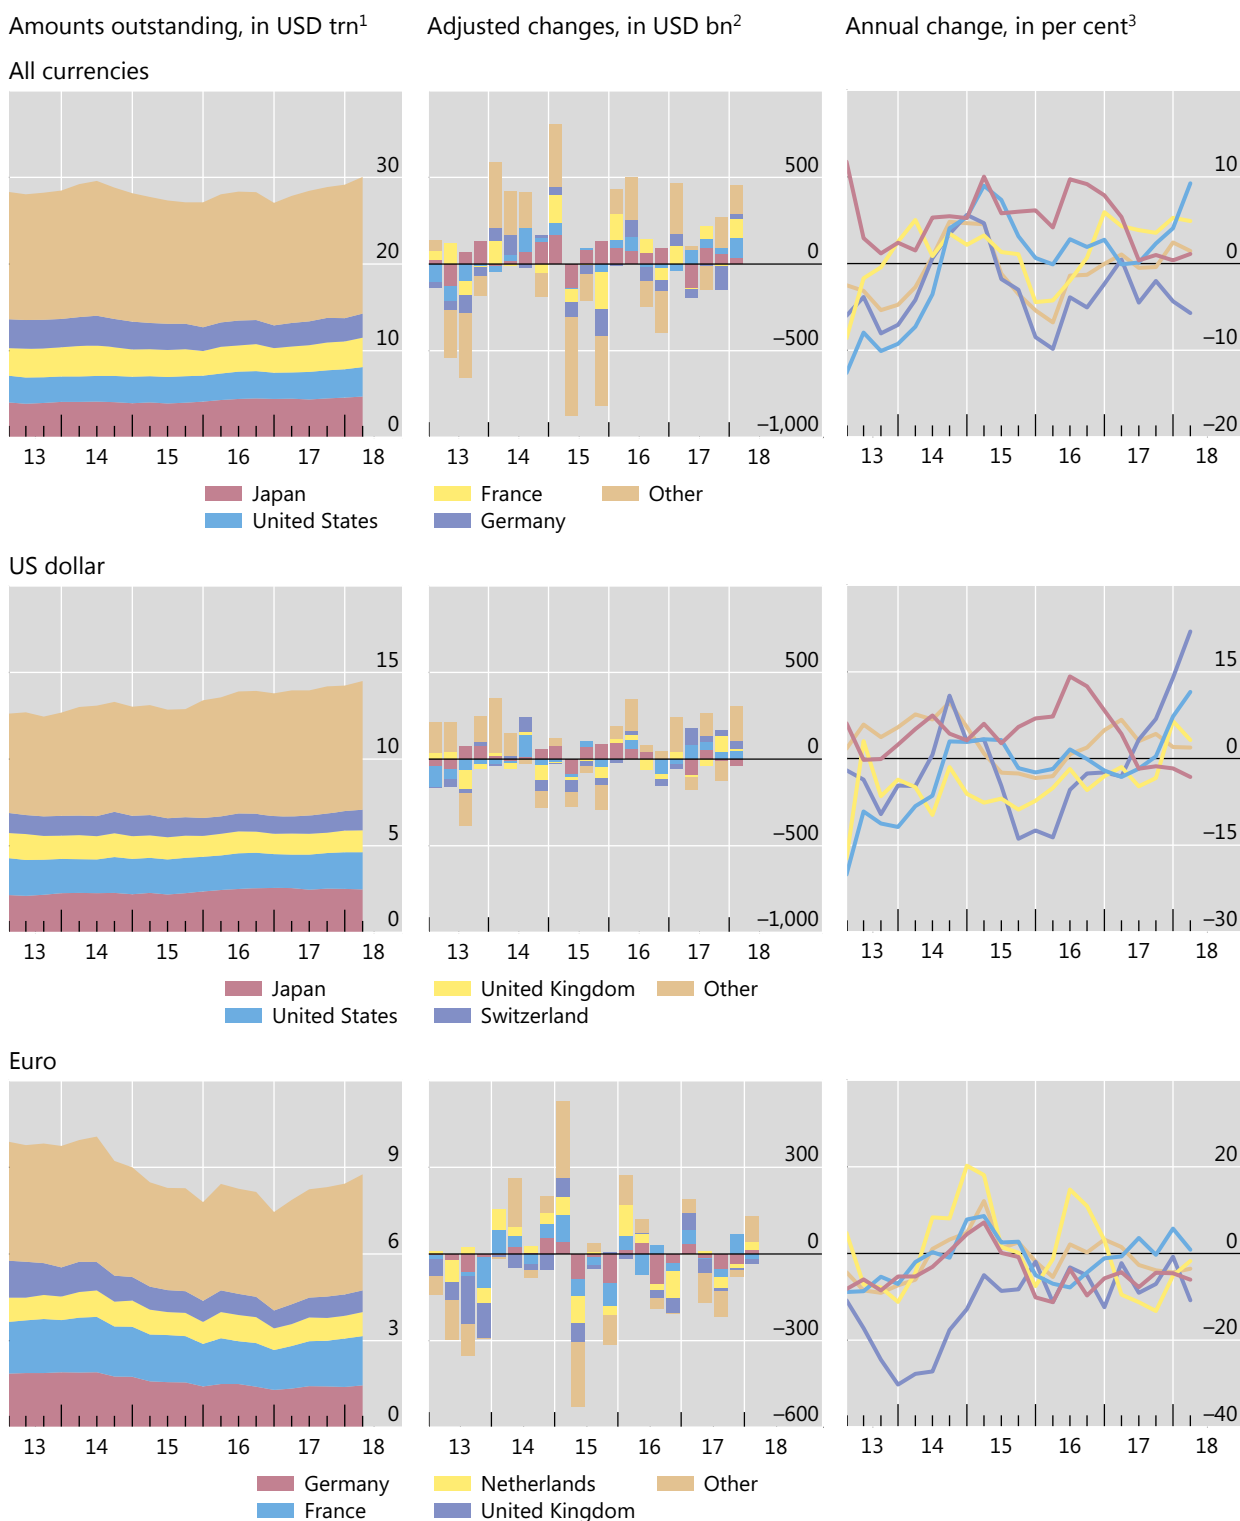 Amounts outstanding, in USD trn1 Adjusted changes, in USD bn2 Annual change, in per cent3
All currencies
30 500 10
20 0 0
10 –500 –10
0 –1,000 –20
13 14 15 16 17 18 13 14 15 16 17 18 13 14 15 16 17 18
Japan France Other
United States Germany
US dollar
15 500 15
10 0 0
5 –500 –15
0 –1,000 –30
13 14 15 16 17 18 13 14 15 16 17 18 13 14 15 16 17 18
Japan United Kingdom Other
United States Switzerland
Euro
9 300 20
6 0 0
3 –300 –20
0 –600 –40
13 14 15 16 17 18 13 14 15 16 17 18 13 14 15 16 17 18
Germany Netherlands Other
France United Kingdom